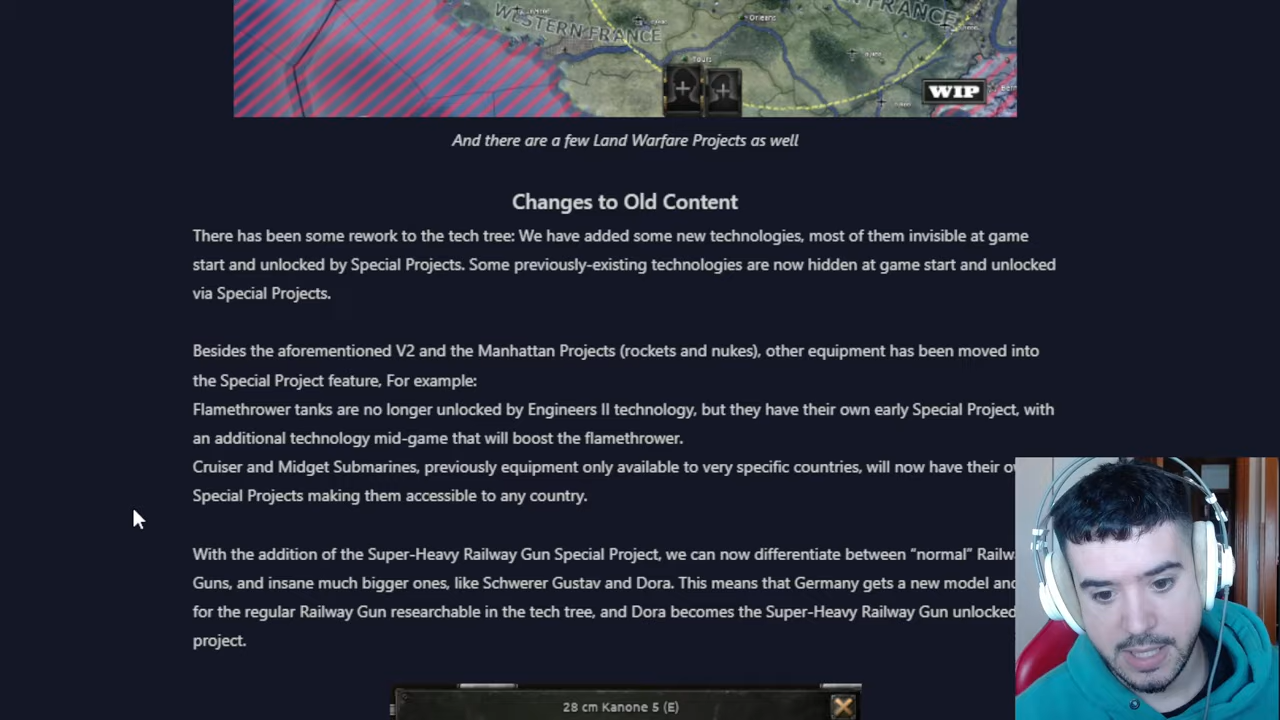 WESTERN FRANCE
Orleans
FRANCE
Tours
WIP
And there are a few Land Warfare Projects as well
Changes to Old Content
There has been some rework to the tech tree: We have added some new technologies, most of them invisible at game
start and unlocked by Special Projects. Some previously-existing technologies are now hidden at game start and unlocked
via Special Projects.
Besides the aforementioned V2 and the Manhattan Projects (rockets and nukes), other equipment has been moved into
the Special Project feature, For example:
Flamethrower tanks are no longer unlocked by Engineers II technology, but they have their own early Special Project, with
an additional technology mid-game that will boost the flamethrower.
Cruiser and Midget Submarines, previously equipment only available to very specific countries, will now have their
Special Projects making them accessible to any country.
With the addition of the Super-Heavy Railway Gun Special Project, we can now differentiate between “normal”
Guns, and insane much bigger ones, like Schwerer Gustav and Dora. This means that Germany gets a new model
for the regular Railway Gun researchable in the tech tree, and Dora becomes the Super-Heavy Railway Gun unlocked
project.
28 cm Kanone 5 (E)